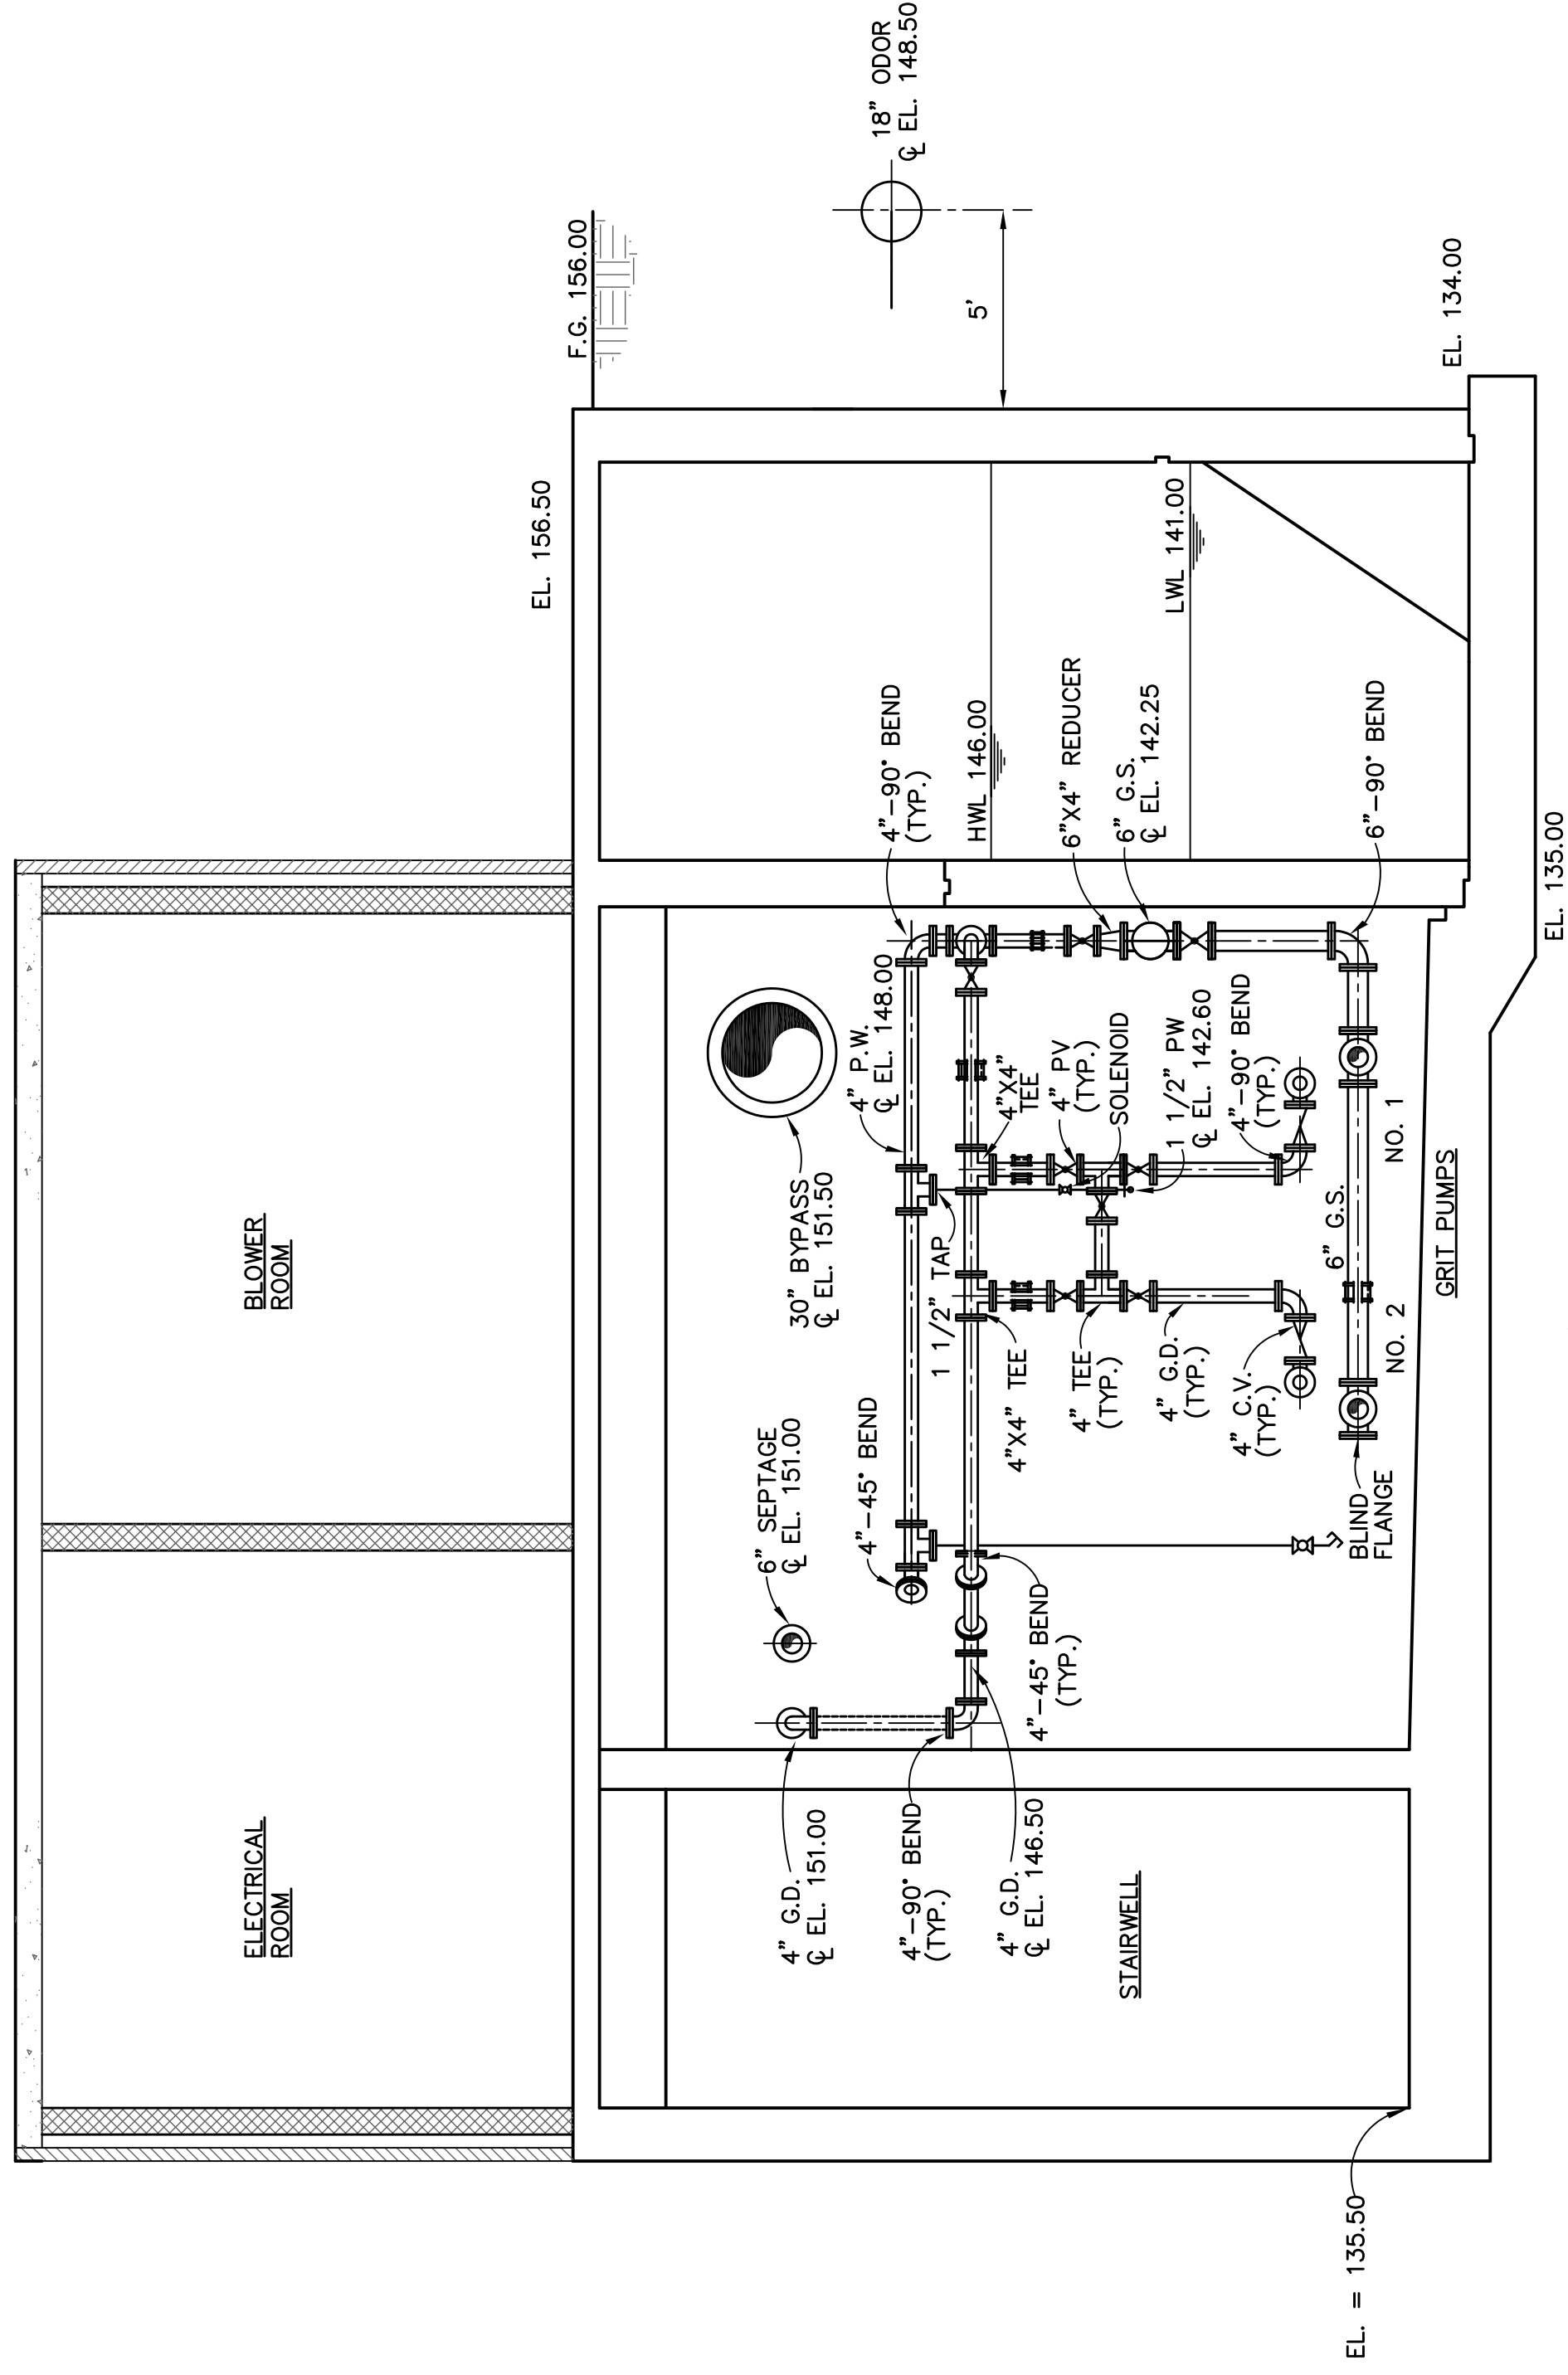 ELECTRICAL
ROOM
BLOWER
ROOM
EL. 156.50
F.G. 156.00
18" ODOR
℄ EL. 148.50
5'
6" SEPTAGE
℄ EL. 151.00
30" BYPASS
℄ EL. 151.50
4" G.D.
℄ EL. 151.00
4"-45° BEND
4" P.W.
℄ EL. 148.00
4"-90° BEND
(TYP.)
4"-90° BEND
(TYP.)
1 1/2" TAP
HWL 146.00
4" G.D.
℄ EL. 146.50
4"-45° BEND
(TYP.)
4"X4" TEE
4"X4"
TEE
4" PV
(TYP.)
SOLENOID
6"X4" REDUCER
6" G.S.
℄ EL. 142.25
LWL 141.00
4" TEE
(TYP.)
1 1/2" PW
℄ EL. 142.60
STAIRWELL
4" G.D.
(TYP.)
4"-90° BEND
(TYP.)
4" C.V.
(TYP.)
6" G.S.
6"-90° BEND
BLIND
FLANGE
NO. 2
NO. 1
GRIT PUMPS
EL. 134.00
EL. = 135.50
EL. 135.00